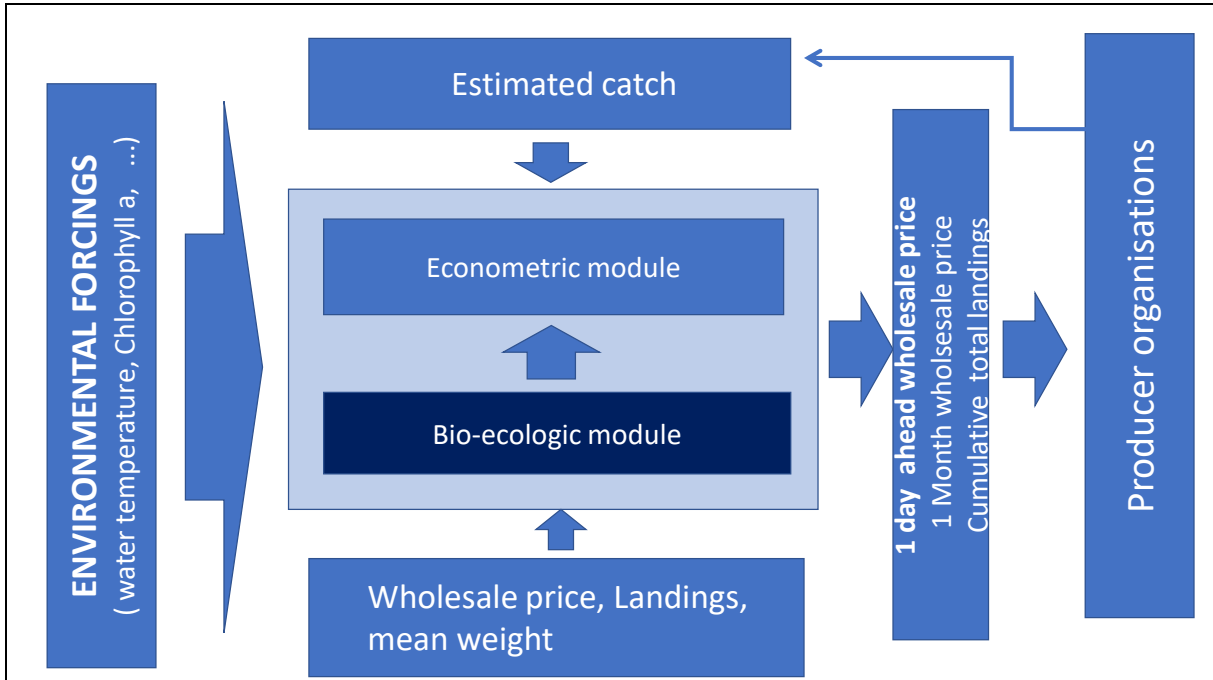 ENVIRONMENTAL FORCINGS
( water temperature, Chlorophyll a, ...)
Estimated catch
Econometric module
Bio-ecologic module
Wholesale price, Landings,
mean weight
1 day ahead wholesale price
1 Month wholsesale price
Cumulative total landings
Producer organisations